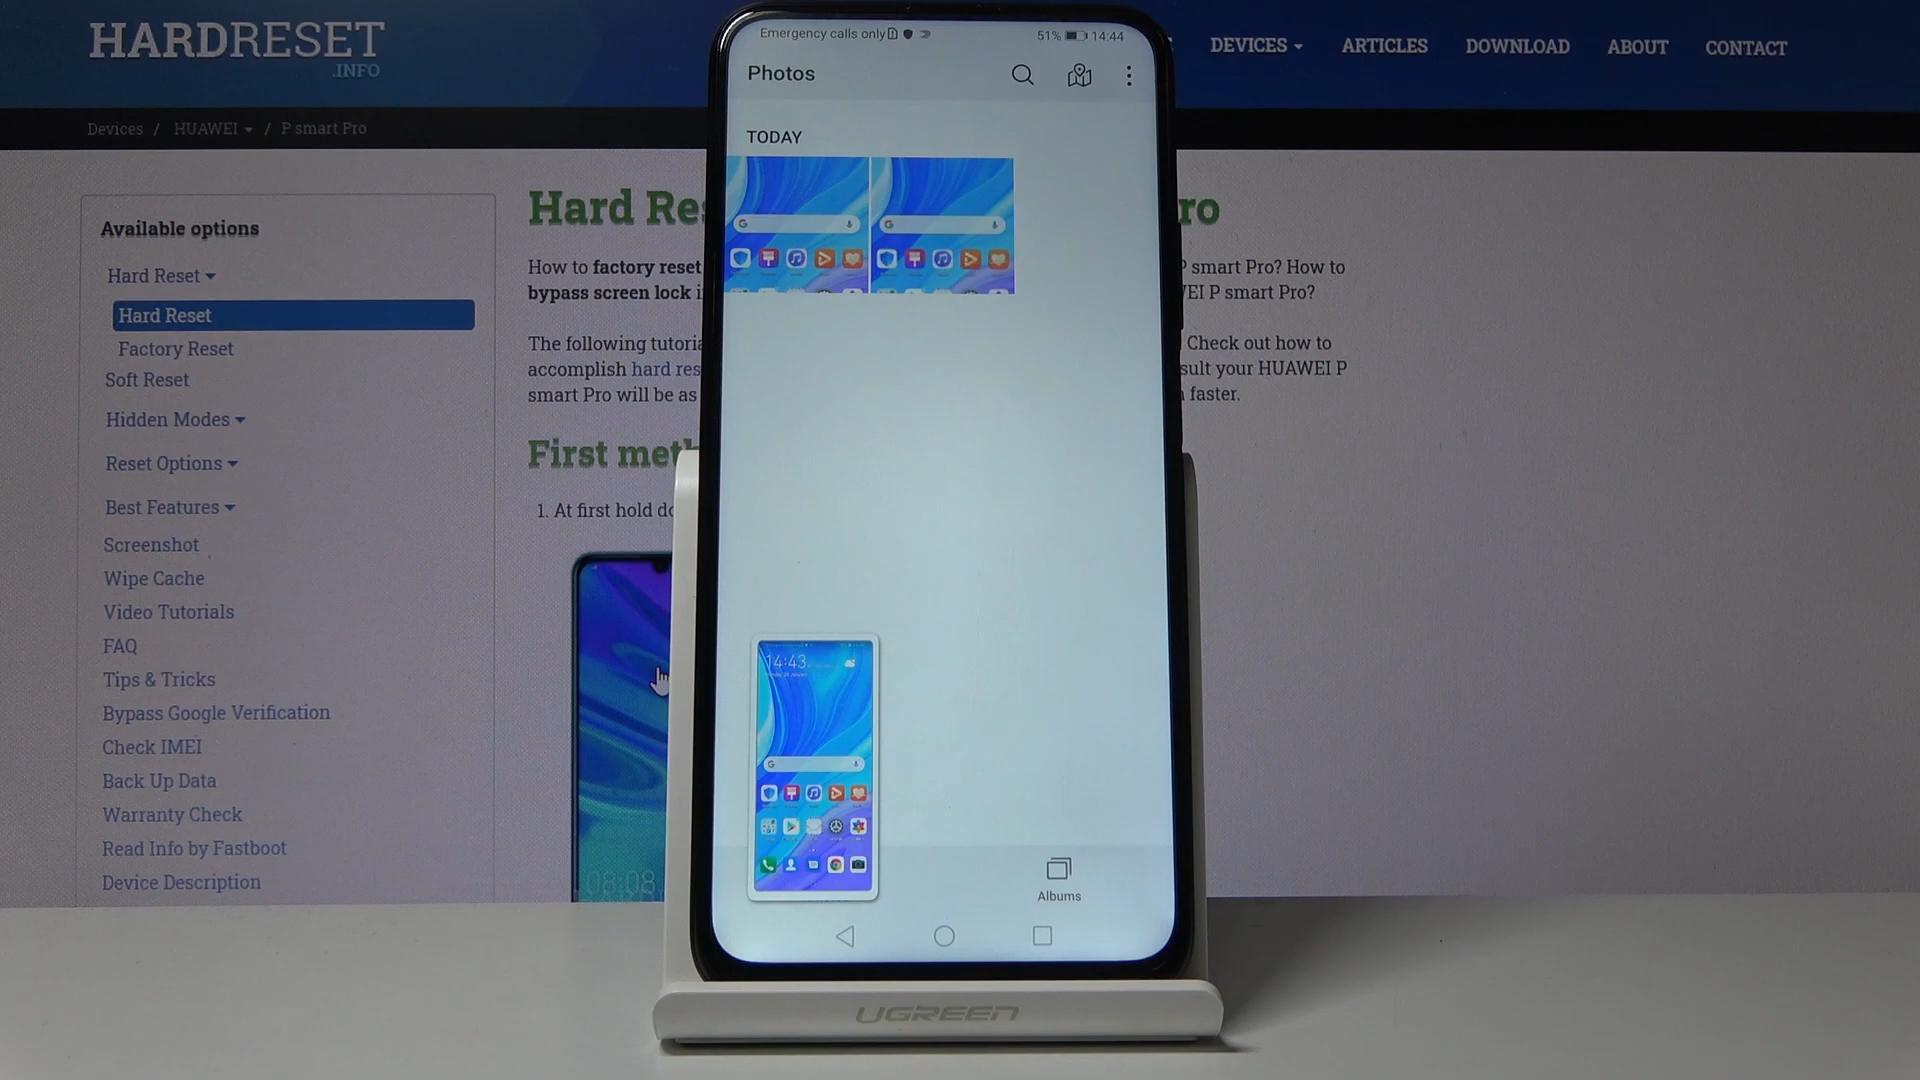 HARDRESET
.INFO
DEVICES
ARTICLES
DOWNLOAD
ABOUT
CONTACT
Devices / HUAWEI / P smart Pro
Available options
Hard Reset
Hard Reset
Factory Reset
Soft Reset
Hidden Modes
Reset Options
Best Features
Screenshot
Wipe Cache
Video Tutorials
FAQ
Tips & Tricks
Bypass Google Verification
Check IMEI
Back Up Data
Warranty Check
Read Info by Fastboot
Device Description
Hard Re
ro
How to factory reset
P smart Pro? How to
bypass screen lock i
EI P smart Pro?
The following tutoria
Check out how to
accomplish hard res
sult your HUAWEI P
smart Pro will be as
faster.
First met
1. At first hold do
08:08
Emergency calls only
51%
14:44
Photos
TODAY
14:43
Albums
UGREEN